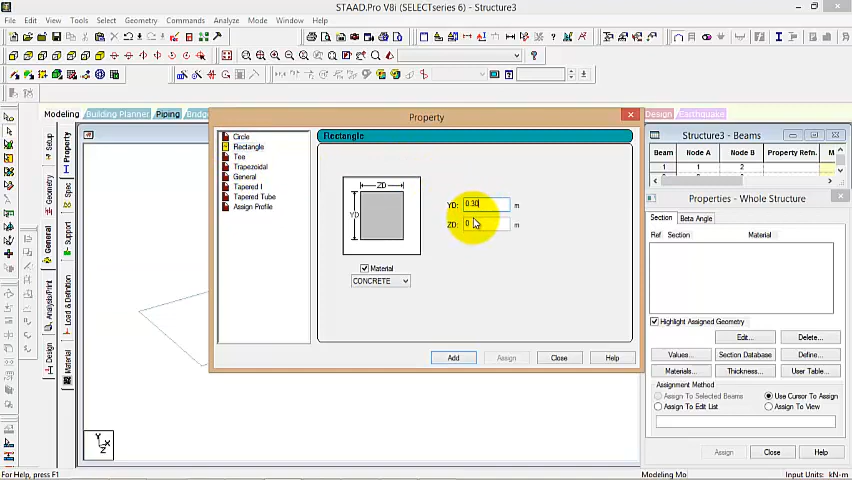 STAAD.Pro V8i (SELECTseries 6) - Structure3
File Edit View Tools Select Geometry Commands Analyze Mode Window Help
Modeling Building Planner Piping Bridge Design Earthquake
Property
Circle
Rectangle
Tee
Trapezoidal
General
Tapered I
Tapered Tube
Assign Profile
Rectangle
ZD
YD
YD: 0.30 m
ZD: 0 m
Material
CONCRETE
Add Assign Close Help
Setup
Geometry
General
Analysis/Print
Design
Property
Spec
Support
Load & Definition
Material
Structure3 - Beams
Beam Node A Node B Property Refn. M
1 1 2
Properties - Whole Structure
Section Beta Angle
Ref Section Material
Highlight Assigned Geometry
Edit... Delete...
Values... Section Database Define...
Materials... Thickness... User Table...
Assignment Method
Assign To Selected Beams Use Cursor To Assign
Assign To Edit List Assign To View
Assign Close Help
Y
X
Z
For Help, press F1
Modeling Mo
Input Units: kN-m